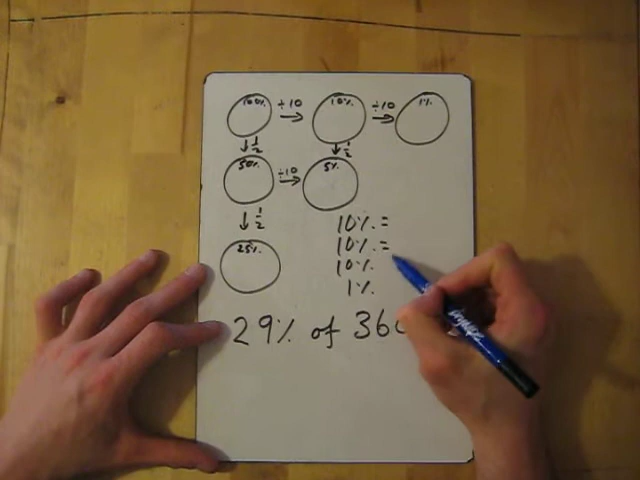 100% ÷10 10% ÷10 1%
1/2 1/2
50% ÷10 5%
1/2
25%
10% =
10% =
10%
1%
29% of 36